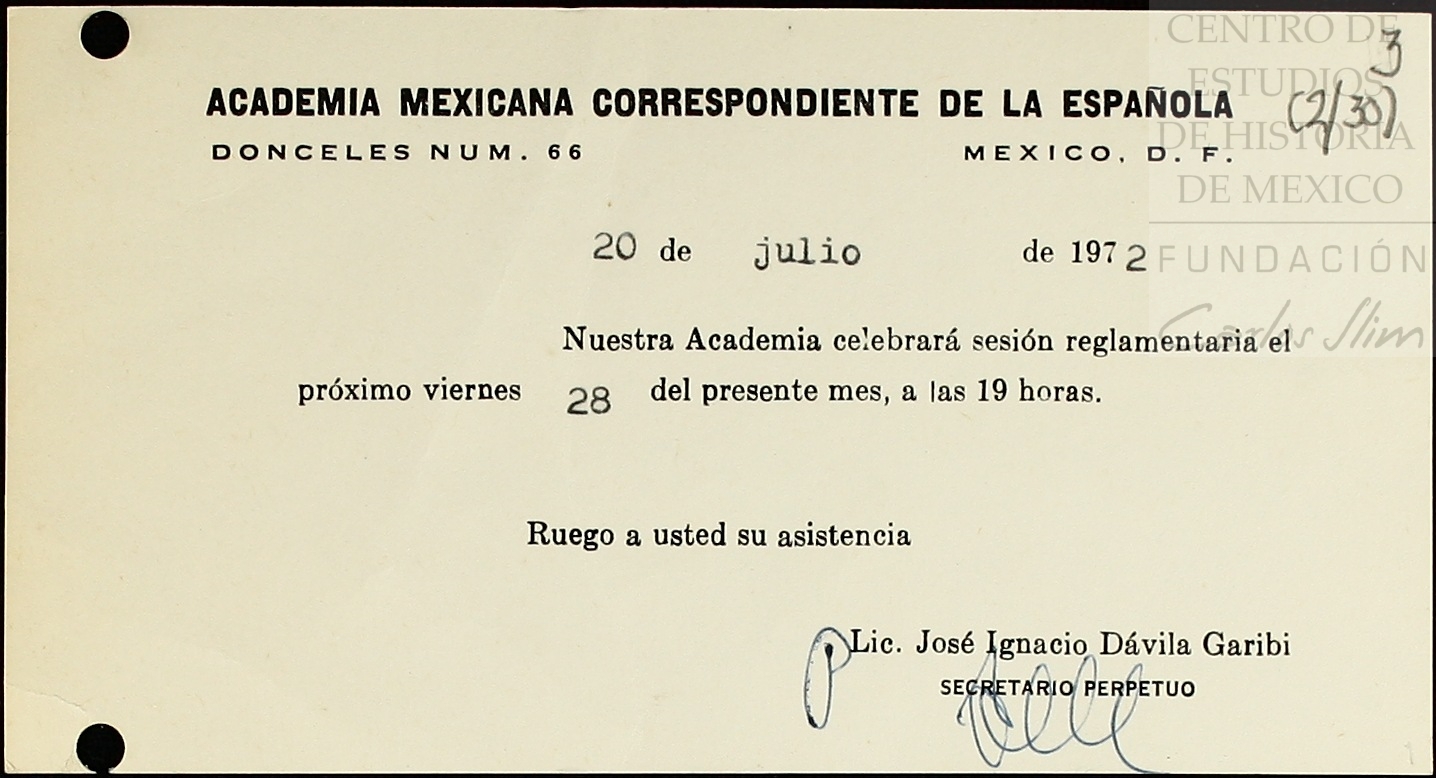 CENTRO DE
ESTUDIOS
DE HISTORIA
DE MEXICO
FUNDACIÓN
Carlos Slim
3
(2/30)
ACADEMIA MEXICANA CORRESPONDIENTE DE LA ESPAÑOLA
DONCELES NUM. 66 MEXICO, D. F.
20 de julio de 1972
Nuestra Academia celebrará sesión reglamentaria el
próximo viernes 28 del presente mes, a las 19 horas.
Ruego a usted su asistencia
P
Lic. José Ignacio Dávila Garibi
SECRETARIO PERPETUO